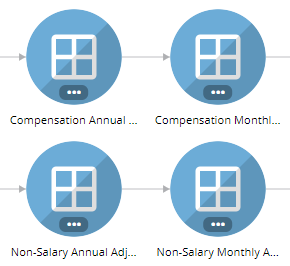 Compensation Annual ...
Compensation Monthl...
Non-Salary Annual Adj...
Non-Salary Monthly A...